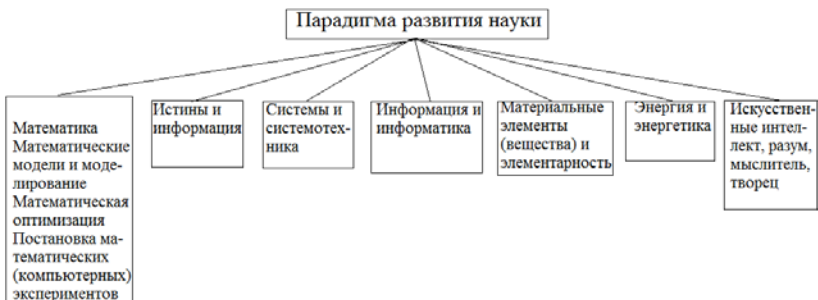 Парадигма развития науки
Математика
Математические
модели и моде-
лирование
Математическая
оптимизация
Постановка ма-
тематических
(компьютерных)
экспериментов
Истины и
информация
Системы и
системотех-
ника
Информация и
информатика
Материальные
элементы
(вещества) и
элементарность
Энергия и
энергетика
Искусствен-
ные интел-
лект, разум,
мыслитель,
творец